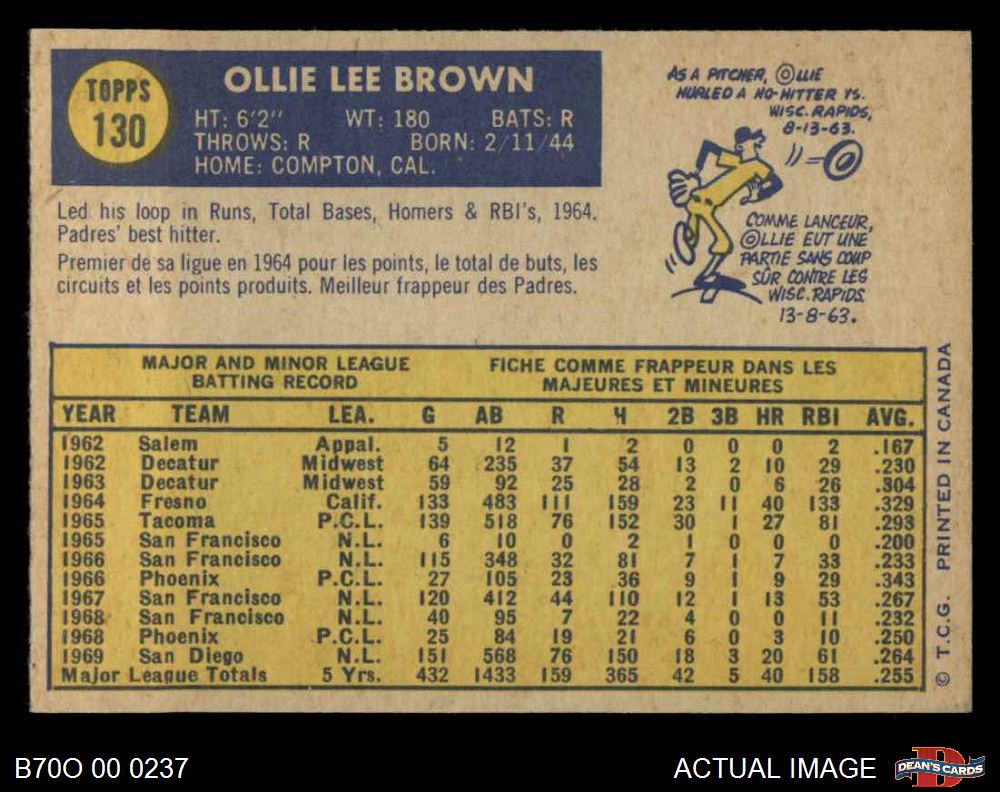 TOPPS
130
OLLIE LEE BROWN
HT: 6'2" WT: 180 BATS: R
THROWS: R BORN: 2/11/44
HOME: COMPTON, CAL.
Led his loop in Runs, Total Bases, Homers & RBI's, 1964.
Padres' best hitter.
Premier de sa ligue en 1964 pour les points, le total de buts, les
circuits et les points produits. Meilleur frappeur des Padres.
AS A PITCHER, OLLIE
HURLED A NO-HITTER VS.
WISC. RAPIDS,
8-13-63.
COMME LANCEUR,
OLLIE EUT UNE
PARTIE SANS COUP
SÛR CONTRE LES
WISC. RAPIDS
13-8-63.
MAJOR AND MINOR LEAGUE
BATTING RECORD
FICHE COMME FRAPPEUR DANS LES
MAJEURES ET MINEURES
YEAR TEAM LEA. G AB R H 2B 3B HR RBI AVG.
1962 Salem Appal. 5 12 1 2 0 0 0 2 .167
1962 Decatur Midwest 64 235 37 54 13 2 10 29 .230
1963 Decatur Midwest 59 92 25 28 2 0 6 26 .304
1964 Fresno Calif. 133 483 111 159 23 11 40 133 .329
1965 Tacoma P.C.L. 139 518 76 152 30 1 27 81 .293
1965 San Francisco N.L. 6 10 0 2 1 0 0 0 .200
1966 San Francisco N.L. 115 348 32 81 7 1 7 33 .233
1966 Phoenix P.C.L. 27 105 23 36 9 1 9 29 .343
1967 San Francisco N.L. 120 412 44 110 12 1 13 53 .267
1968 San Francisco N.L. 40 95 7 22 4 0 0 11 .232
1968 Phoenix P.C.L. 25 84 19 21 6 0 3 10 .250
1969 San Diego N.L. 151 568 76 150 18 3 20 61 .264
Major League Totals 5 Yrs. 432 1433 159 365 42 5 40 158 .255
© T.C.G. PRINTED IN CANADA
B70O 00 0237
ACTUAL IMAGE
D
DEAN'S CARDS